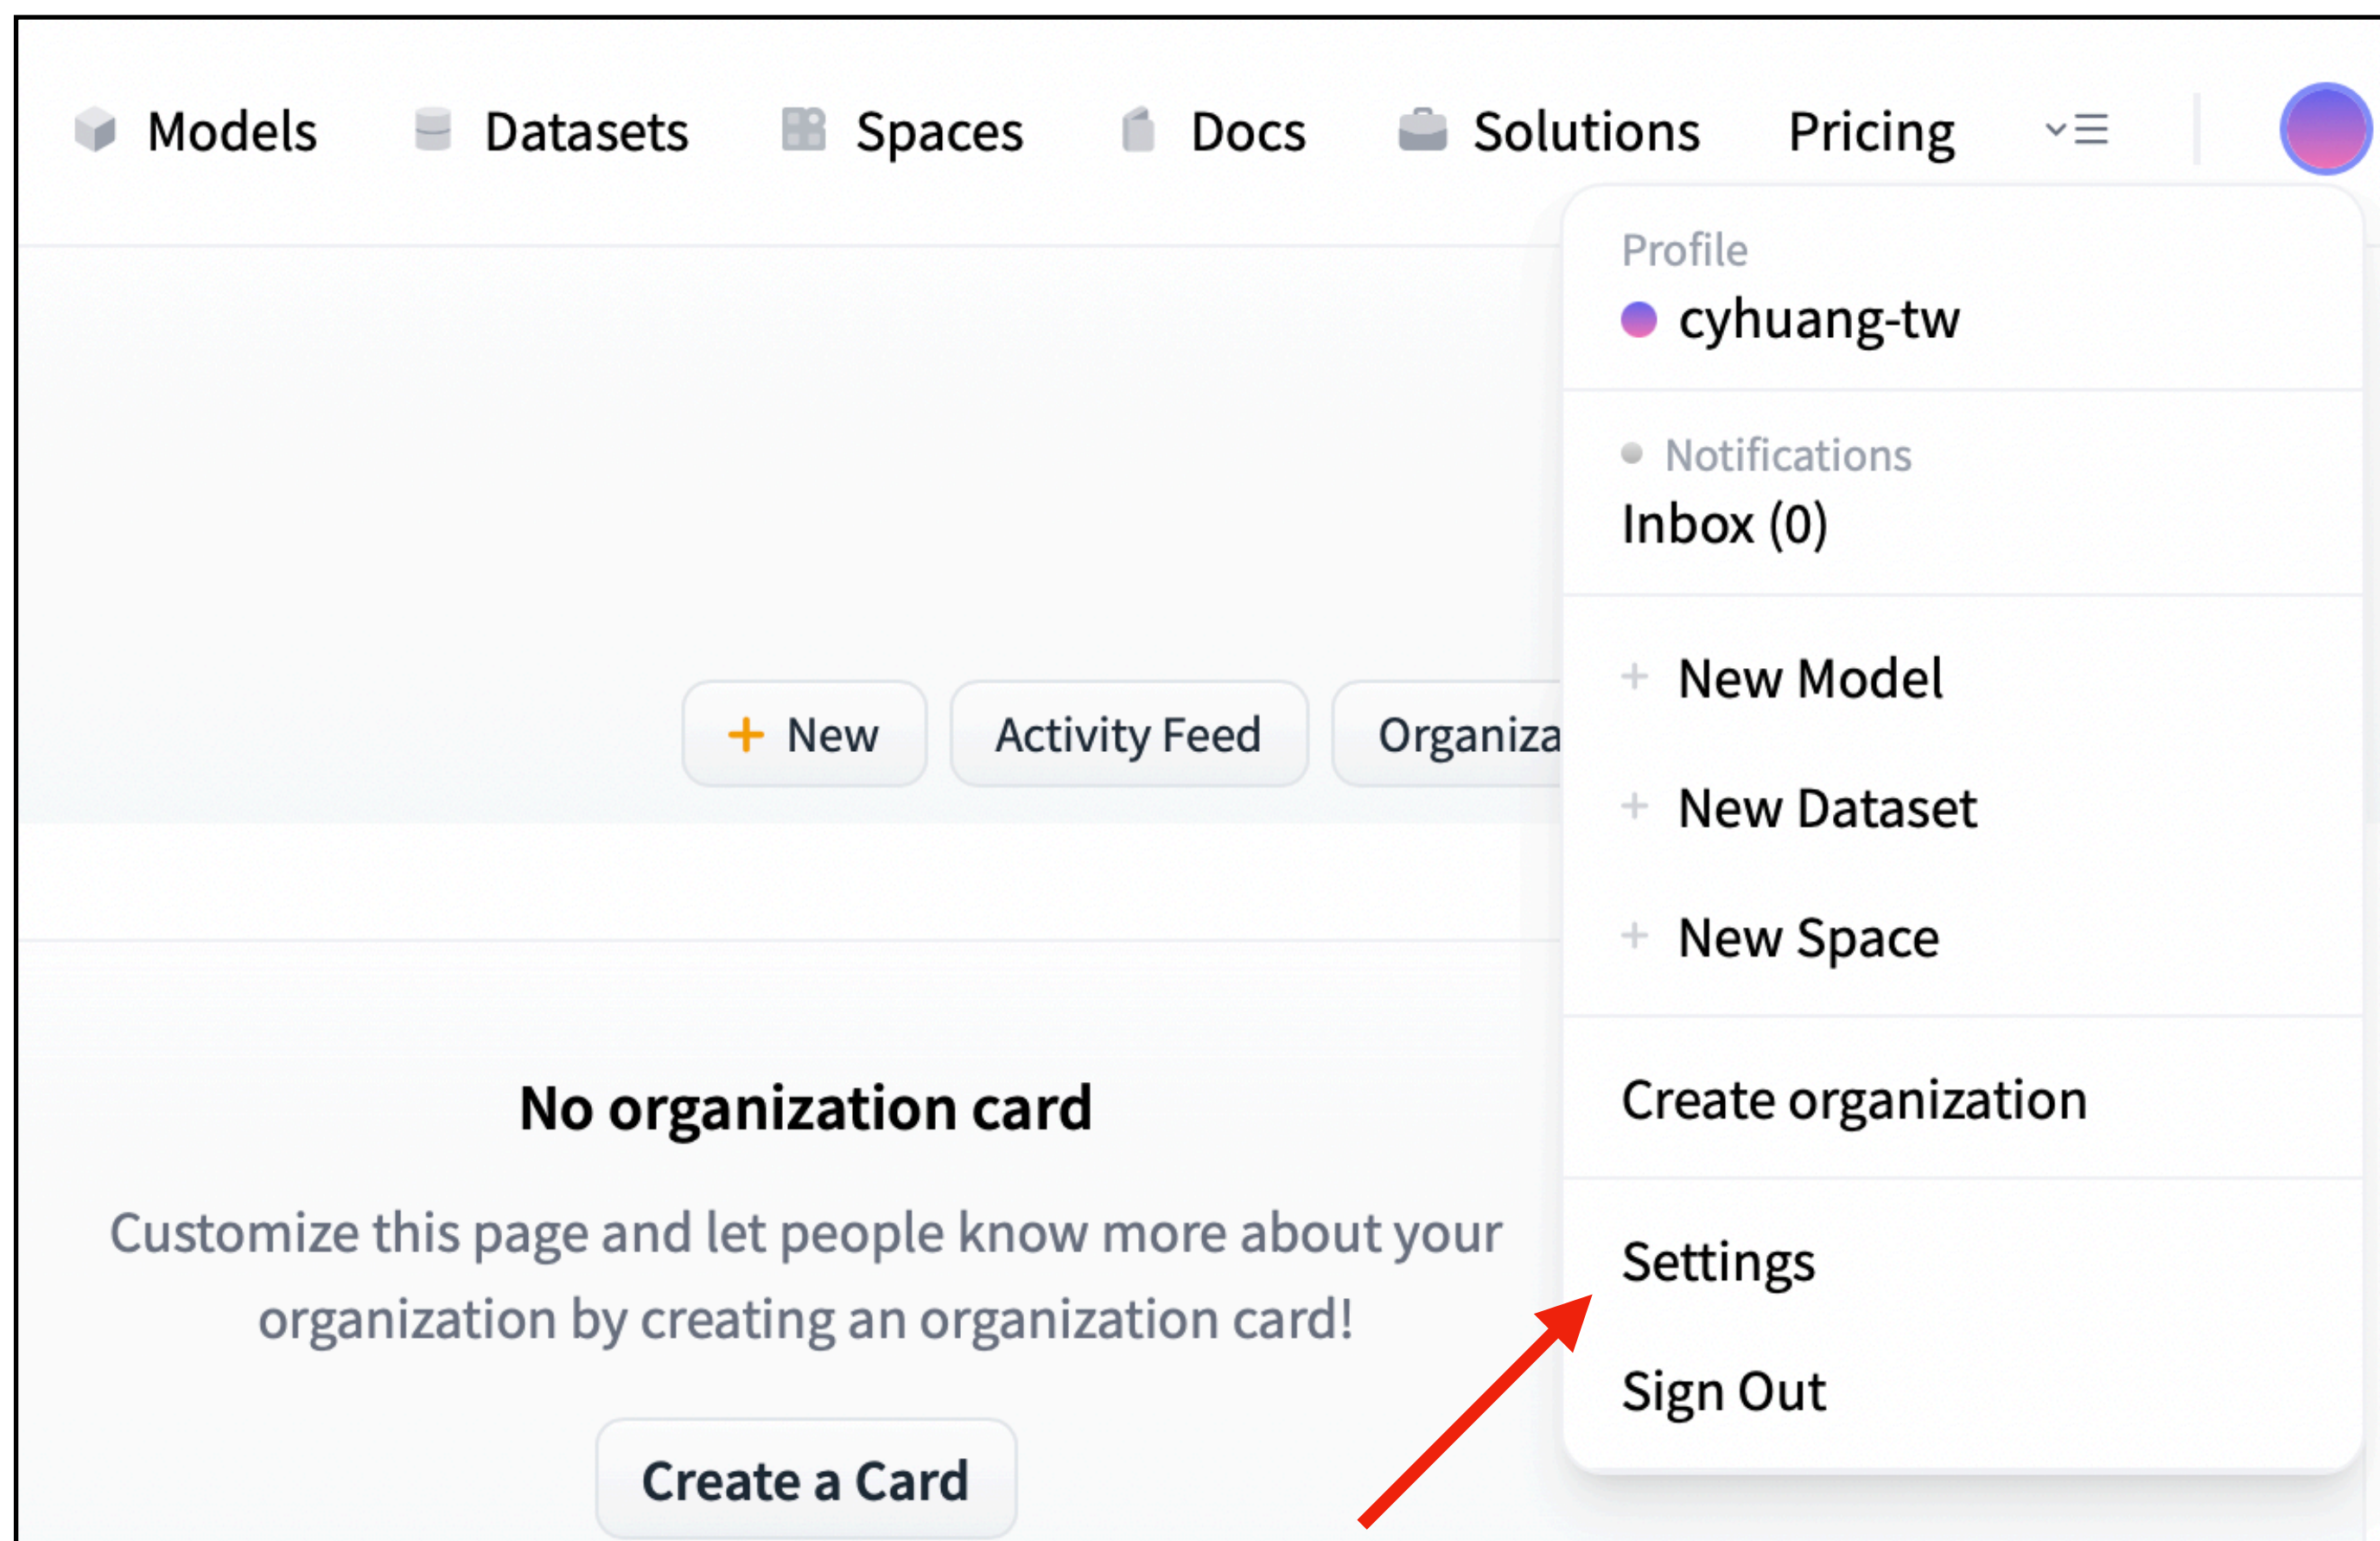 Models Datasets Spaces Docs Solutions Pricing
Profile
cyhuang-tw
Notifications
Inbox (0)
+ New Model
+ New Dataset
+ New Space
Create organization
Settings
Sign Out
+ New Activity Feed Organiza
No organization card
Customize this page and let people know more about your
organization by creating an organization card!
Create a Card